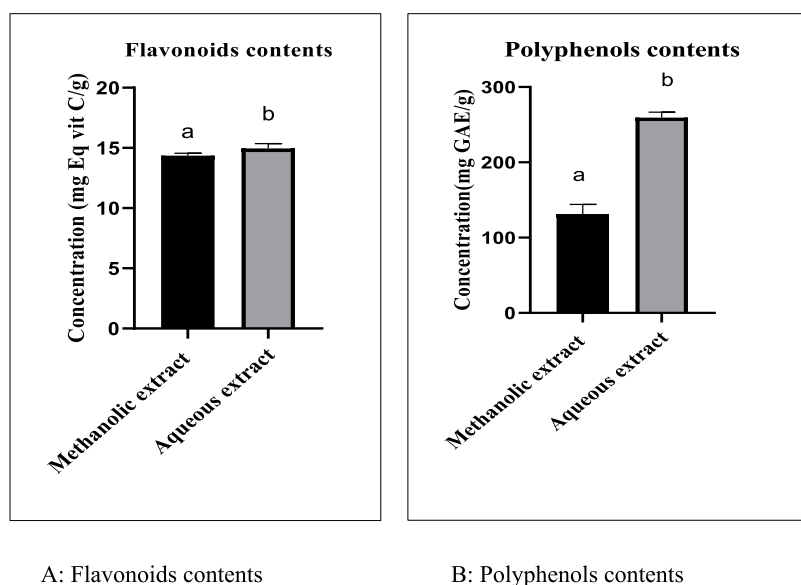 Flavonoids contents
Concentration (mg Eq vit C/g)
20
15
10
5
0
a
b
Methanolic extract
Aqueous extract
Polyphenols contents
Concentration(mg GAE/g)
300
200
100
0
a
b
Methanolic extract
Aqueous extract
A: Flavonoids contents
B: Polyphenols contents